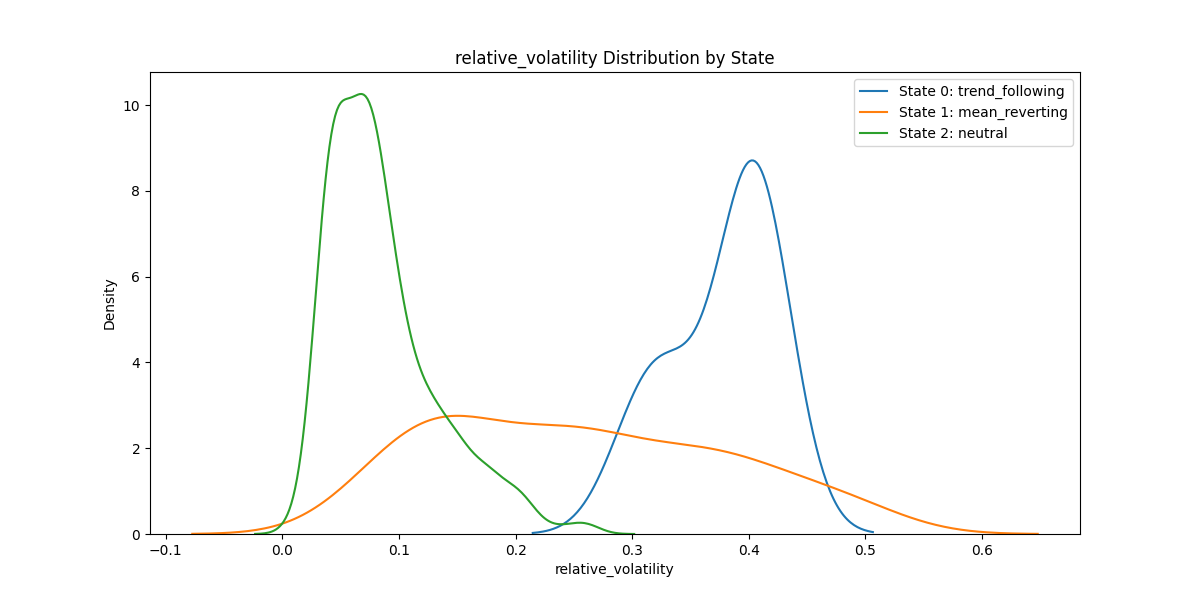 relative_volatility Distribution by State
State 0: trend_following
State 1: mean_reverting
State 2: neutral
10
8
6
4
2
0
Density
−0.1 0.0 0.1 0.2 0.3 0.4 0.5 0.6
relative_volatility